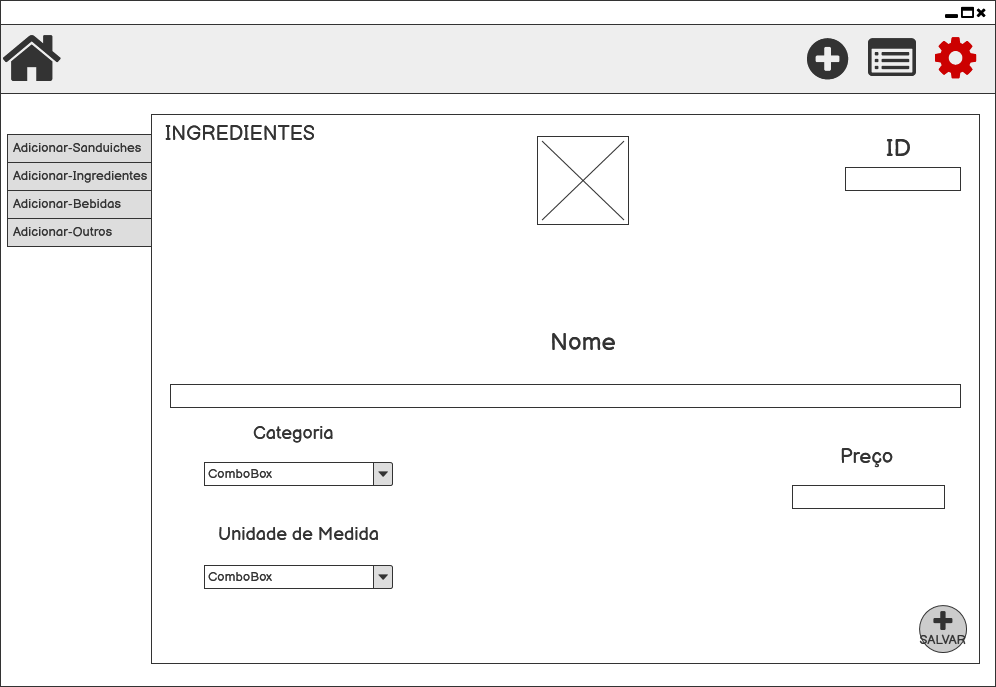 INGREDIENTES
ID
Adicionar-Sanduiches
Adicionar-Ingredientes
Adicionar-Bebidas
Adicionar-Outros
Nome
Categoria
ComboBox
Preço
Unidade de Medida
ComboBox
SALVAR